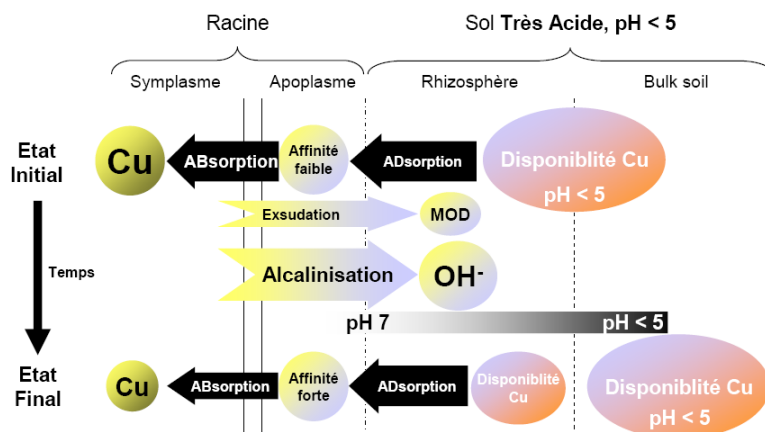 Racine
Sol Très Acide, pH < 5
Symplasme
Apoplasme
Rhizosphère
Bulk soil
Etat
Initial
Cu
ABsorption
Affinité
faible
ADsorption
Disponiblité Cu
pH < 5
Exsudation
MOD
Temps
Alcalinisation
OH-
pH 7
pH < 5
Etat
Final
Cu
ABsorption
Affinité
forte
ADsorption
Disponiblité
Cu
Disponiblité Cu
pH < 5